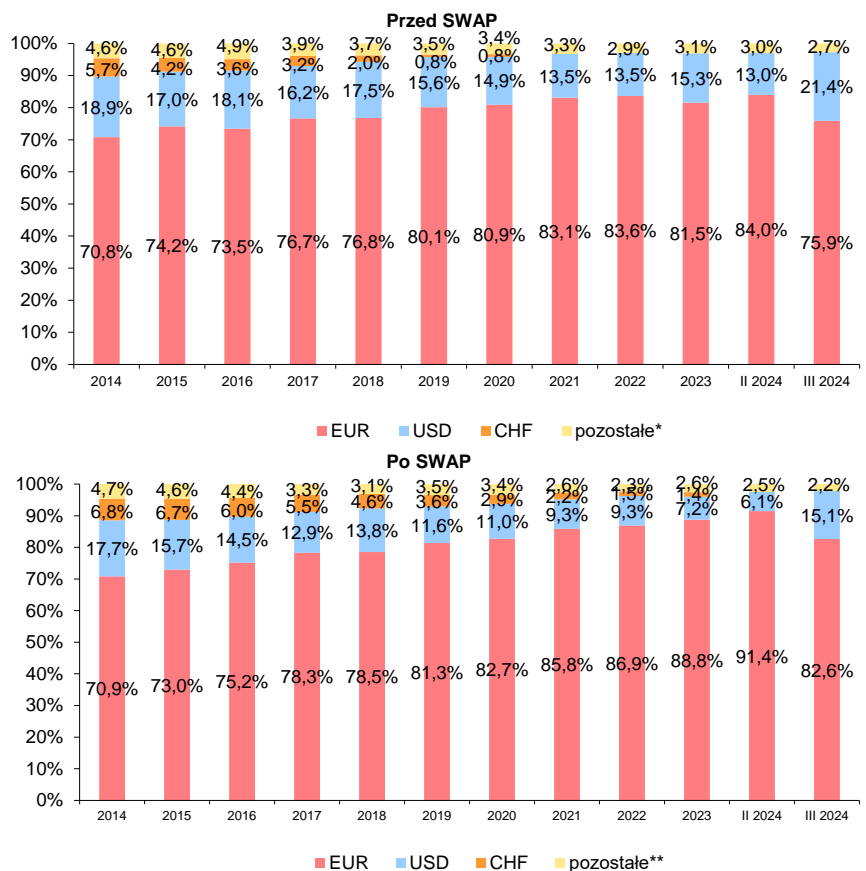 Przed SWAP
100%
90%
80%
70%
60%
50%
40%
30%
20%
10%
0%
4,6% 4,6% 4,9% 3,9% 3,7% 3,5% 3,4% 3,3% 2,9% 3,1% 3,0% 2,7%
5,7% 4,2% 3,6% 3,2% 2,0% 0,8% 0,8%
18,9% 17,0% 18,1% 16,2% 17,5% 15,6% 14,9% 13,5% 13,5% 15,3% 13,0% 21,4%
70,8% 74,2% 73,5% 76,7% 76,8% 80,1% 80,9% 83,1% 83,6% 81,5% 84,0% 75,9%
2014 2015 2016 2017 2018 2019 2020 2021 2022 2023 II 2024 III 2024
EUR USD CHF pozostałe*
Po SWAP
100%
90%
80%
70%
60%
50%
40%
30%
20%
10%
0%
4,7% 4,6% 4,4% 3,3% 3,1% 3,5% 3,4% 2,6% 2,3% 2,6% 2,5% 2,2%
6,8% 6,7% 6,0% 5,5% 4,6% 3,6% 2,9% 2,2% 1,5% 1,4%
17,7% 15,7% 14,5% 12,9% 13,8% 11,6% 11,0% 9,3% 9,3% 7,2% 6,1% 15,1%
70,9% 73,0% 75,2% 78,3% 78,5% 81,3% 82,7% 85,8% 86,9% 88,8% 91,4% 82,6%
2014 2015 2016 2017 2018 2019 2020 2021 2022 2023 II 2024 III 2024
EUR USD CHF pozostałe**